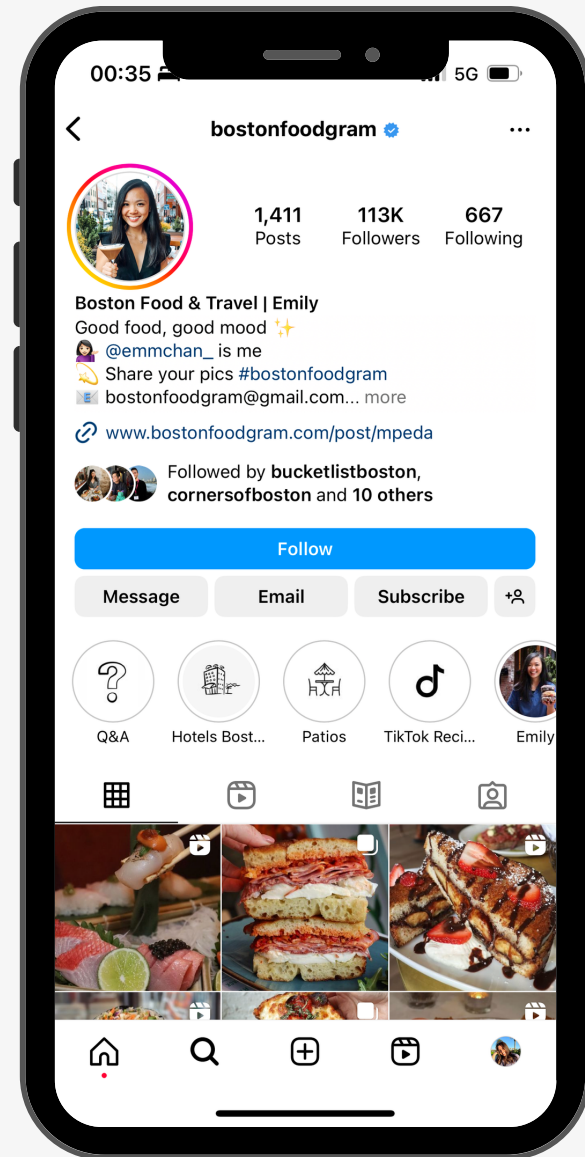 00:35
5G
bostonfoodgram
1,411 113K 667
Posts Followers Following
Boston Food & Travel | Emily
Good food, good mood ✨
💁🏻‍♀️ @emmchan_ is me
💫 Share your pics #bostonfoodgram
📧 bostonfoodgram@gmail.com... more
www.bostonfoodgram.com/post/mpeda
Followed by bucketlistboston,
cornersofboston and 10 others
Follow
Message Email Subscribe
Q&A Hotels Bost... Patios TikTok Reci... Emily